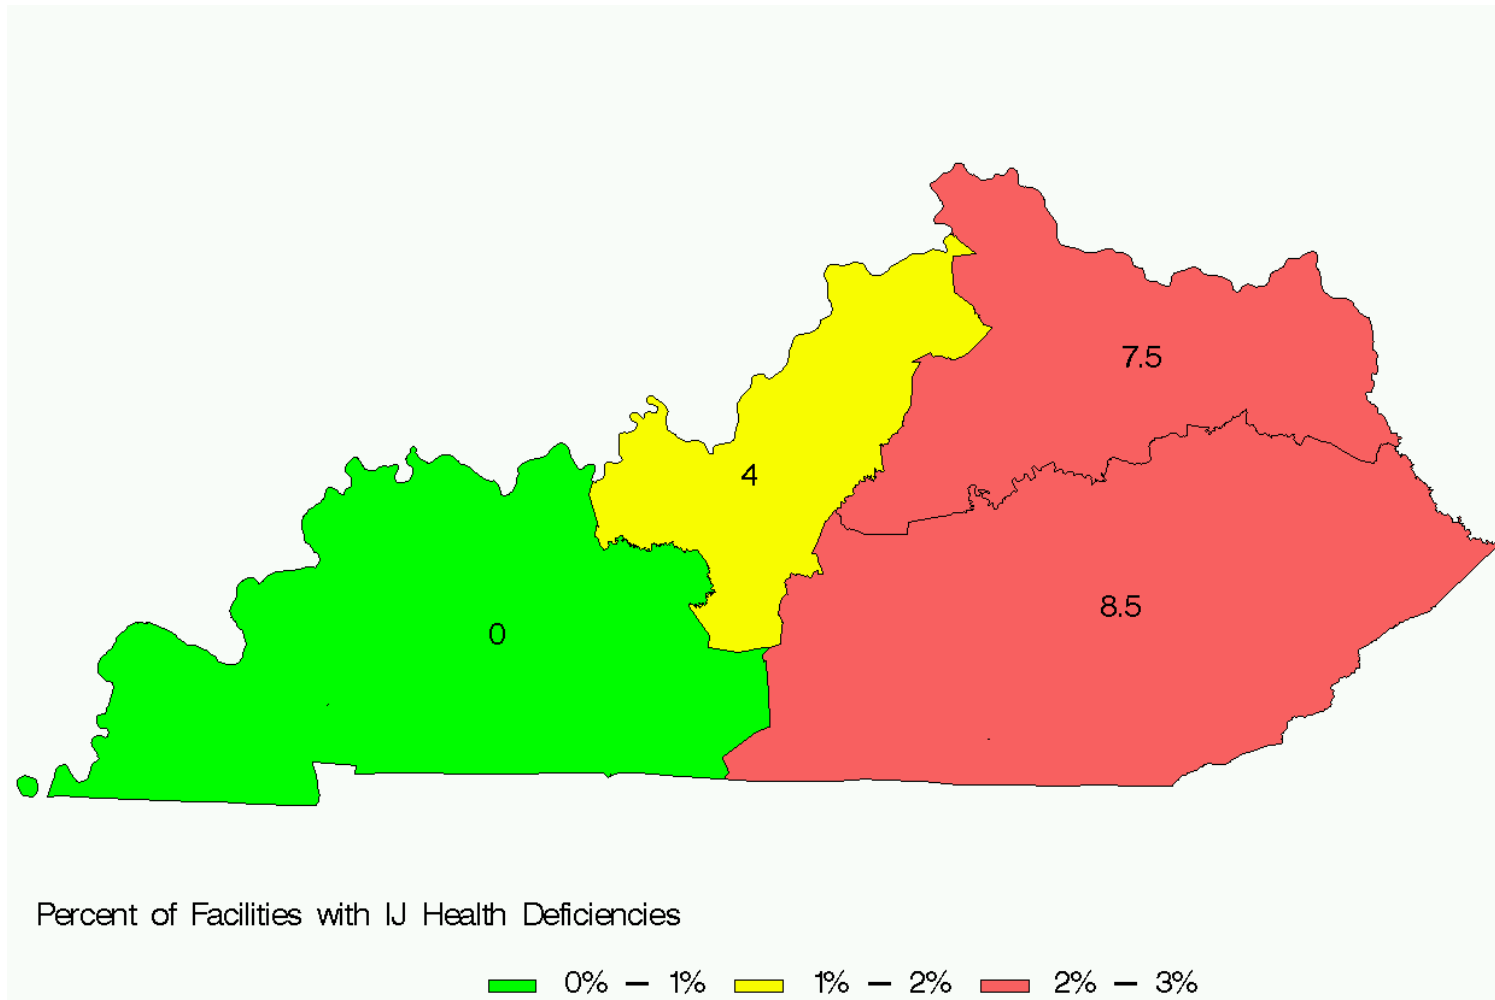 7.5
4
8.5
0
Percent of Facilities with IJ Health Deficiencies
0% – 1% 1% – 2% 2% – 3%